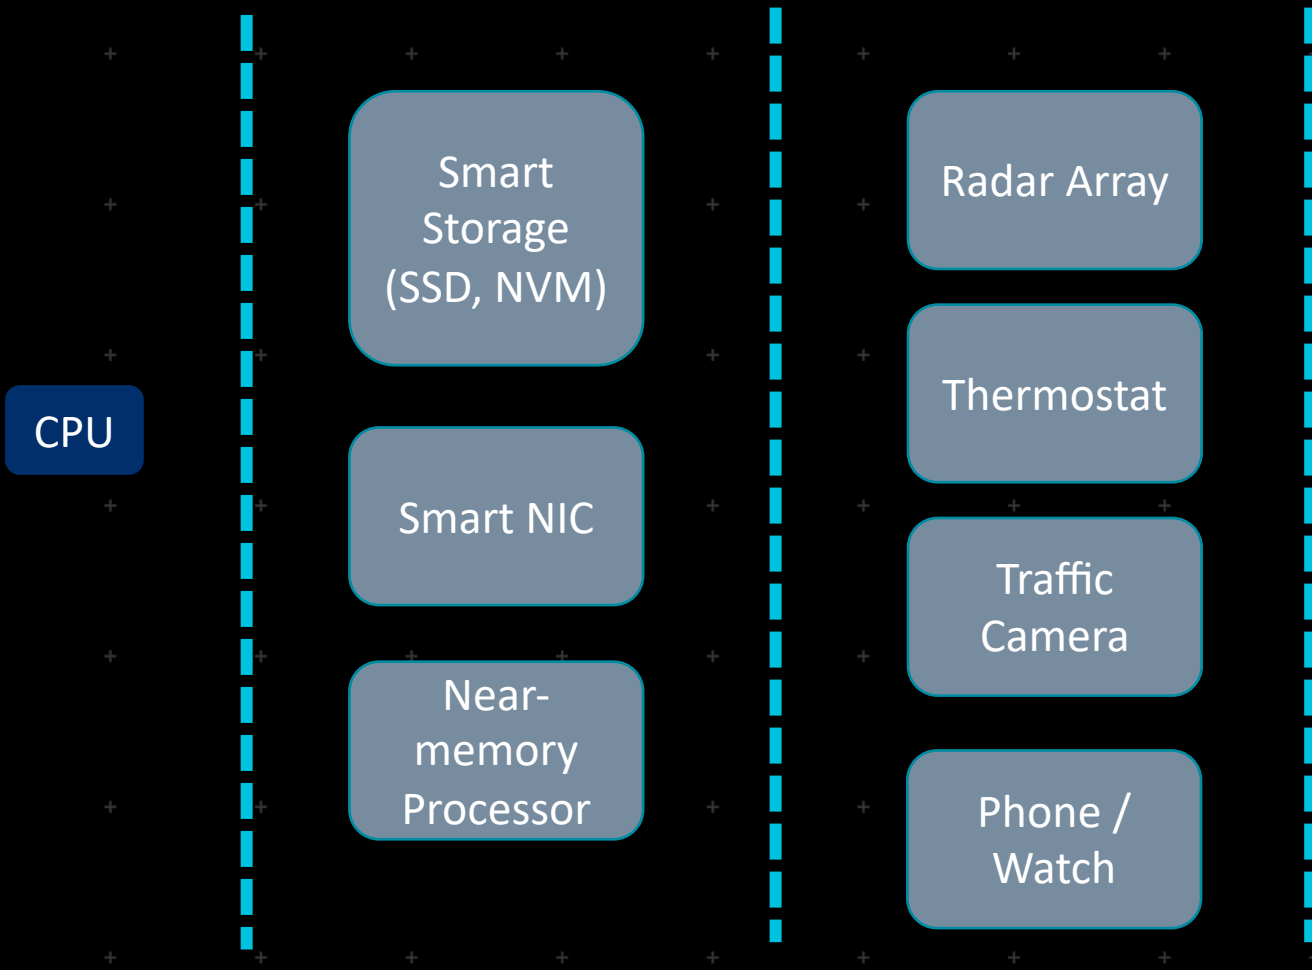 CPU
Smart
Storage
(SSD, NVM)
Smart NIC
Near-
memory
Processor
Radar Array
Thermostat
Traffic
Camera
Phone /
Watch